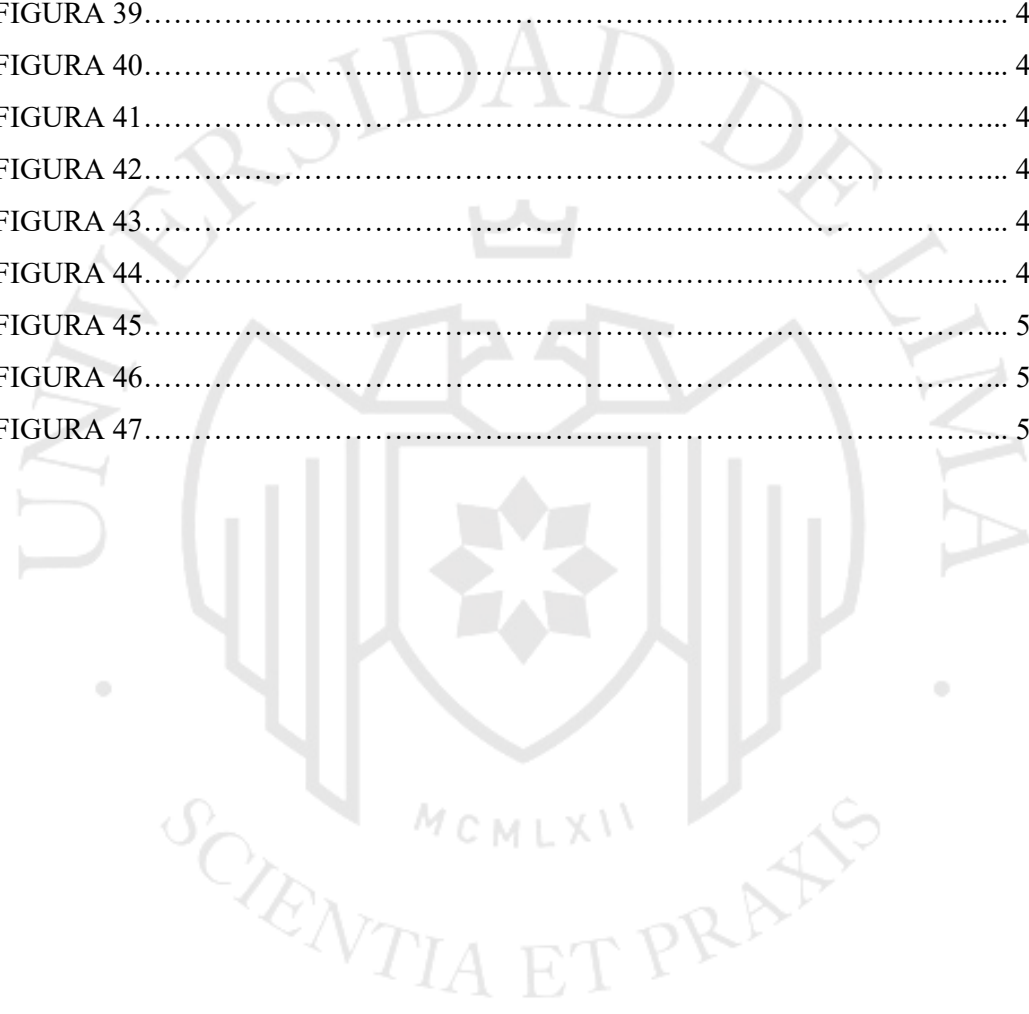 FIGURA 39…………………………………………………………………………... 4
FIGURA 40…………………………………………………………………………... 4
FIGURA 41…………………………………………………………………………... 4
FIGURA 42…………………………………………………………………………... 4
FIGURA 43…………………………………………………………………………... 4
FIGURA 44…………………………………………………………………………... 4
FIGURA 45…………………………………………………………………………... 5
FIGURA 46…………………………………………………………………………... 5
FIGURA 47…………………………………………………………………………... 5
UNIVERSIDAD DE LIMA
MCMLXII
SCIENTIA ET PRAXIS